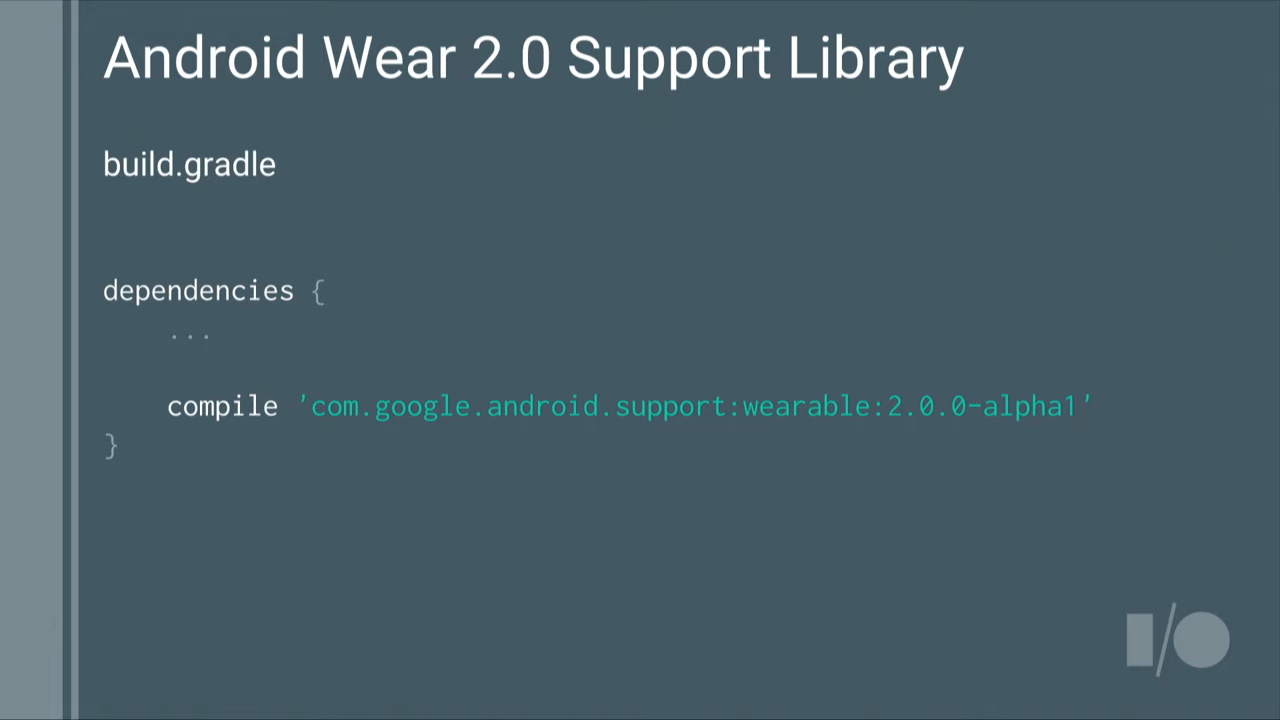 Android Wear 2.0 Support Library
build.gradle
dependencies {
...
compile 'com.google.android.support:wearable:2.0.0-alpha1'
}
I/O